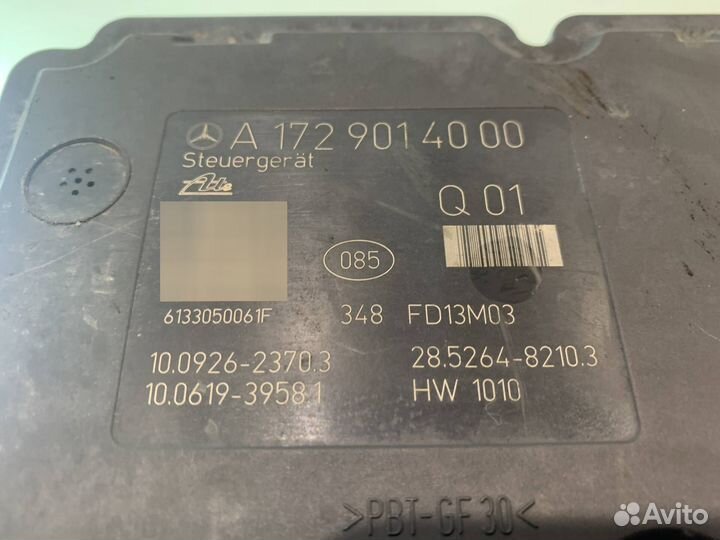 A 172 901 40 00
Steuergerät
Ate
Q 01
085
6133050061F 348 FD13M03
10.0926-2370.3 28.5264-8210.3
10.0619-3958.1 HW 1010
>PBT-GF 30<
Avito